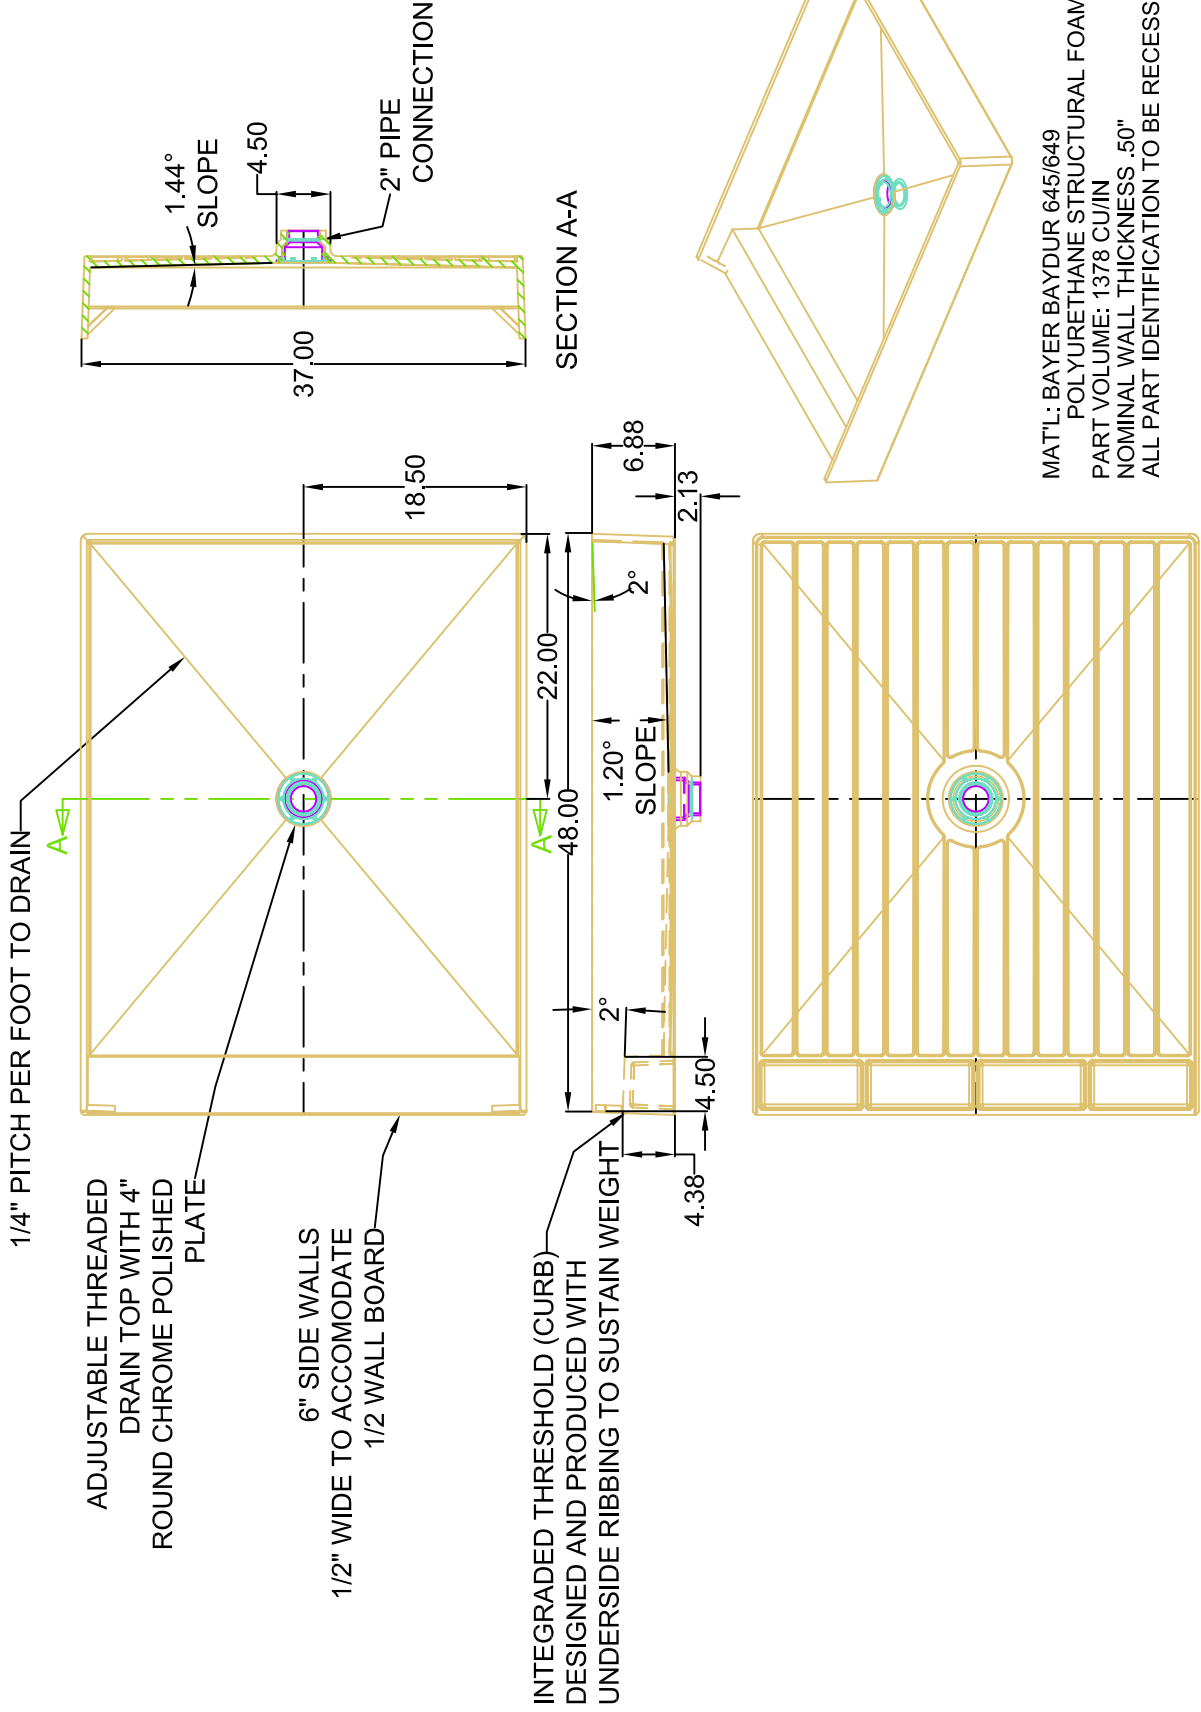 1/4" PITCH PER FOOT TO DRAIN
ADJUSTABLE THREADED
DRAIN TOP WITH 4"
ROUND CHROME POLISHED
PLATE
6" SIDE WALLS
1/2" WIDE TO ACCOMODATE
1/2 WALL BOARD
INTEGRADED THRESHOLD (CURB)
DESIGNED AND PRODUCED WITH
UNDERSIDE RIBBING TO SUSTAIN WEIGHT
A
A
18.50
22.00
48.00
1.44°
SLOPE
4.50
2" PIPE
CONNECTION
37.00
SECTION A-A
6.88
2.13
2°
1.20°
SLOPE
2°
4.50
4.38
MAT'L: BAYER BAYDUR 645/649
POLYURETHANE STRUCTURAL FOAM
PART VOLUME: 1378 CU/IN
NOMINAL WALL THICKNESS .50"
ALL PART IDENTIFICATION TO BE RECESS